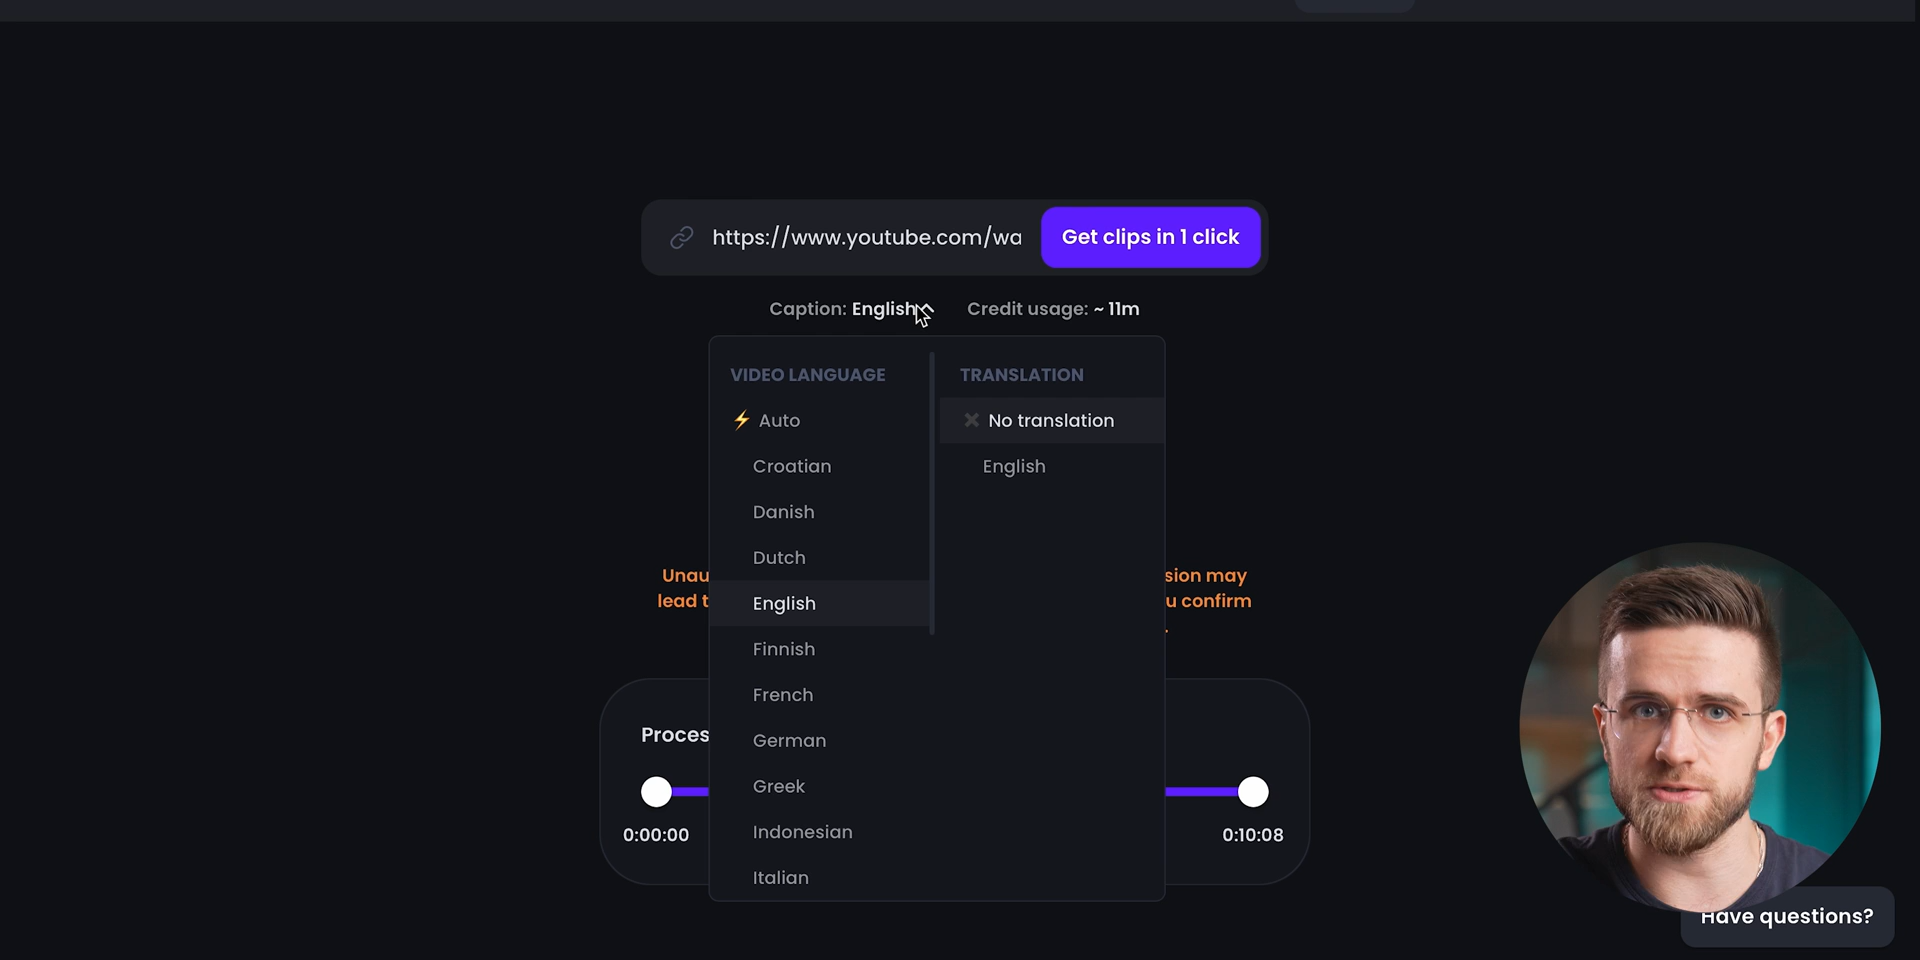 https://www.youtube.com/wa
Get clips in 1 click
Caption: English
Credit usage: ~ 11m
VIDEO LANGUAGE
TRANSLATION
Auto
No translation
Croatian
English
Danish
Dutch
Unau
sion may
lead t
u confirm
English
.
Finnish
French
German
Greek
Indonesian
Italian
Proces
0:00:00
0:10:08
Have questions?